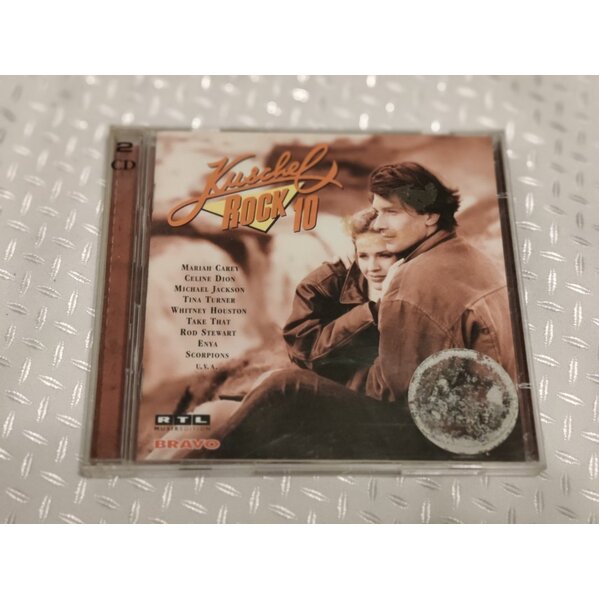 2
CD
Kuschel
ROCK 10
MARIAH CAREY
CELINE DION
MICHAEL JACKSON
TINA TURNER
WHITNEY HOUSTON
TAKE THAT
ROD STEWART
ENYA
SCORPIONS
U.V.A.
RTL
MUSIKEDITION
BRAVO